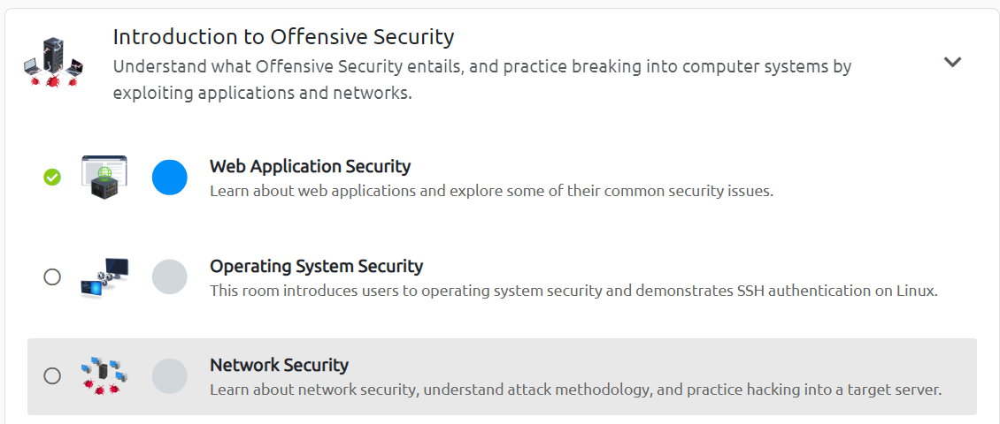 Introduction to Offensive Security
Understand what Offensive Security entails, and practice breaking into computer systems by
exploiting applications and networks.
Web Application Security
Learn about web applications and explore some of their common security issues.
Operating System Security
This room introduces users to operating system security and demonstrates SSH authentication on Linux.
Network Security
Learn about network security, understand attack methodology, and practice hacking into a target server.